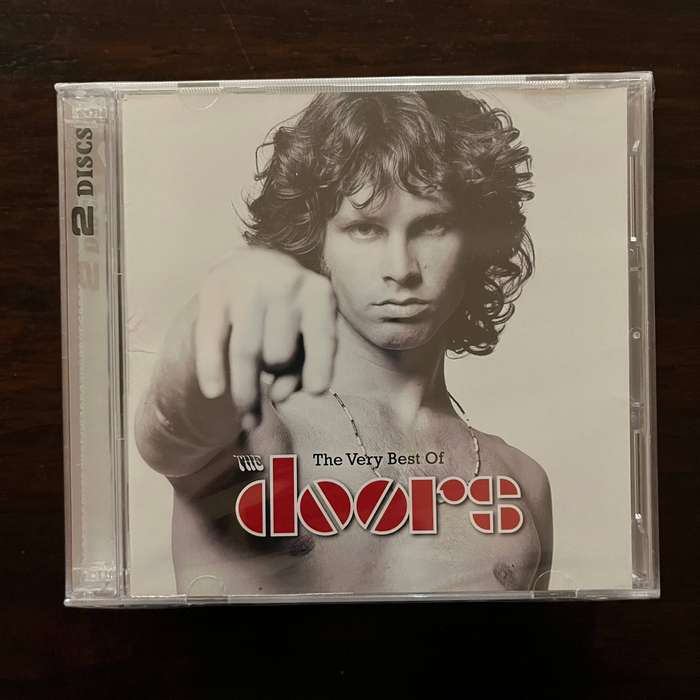 2 DISCS
The Very Best Of
THE
doors